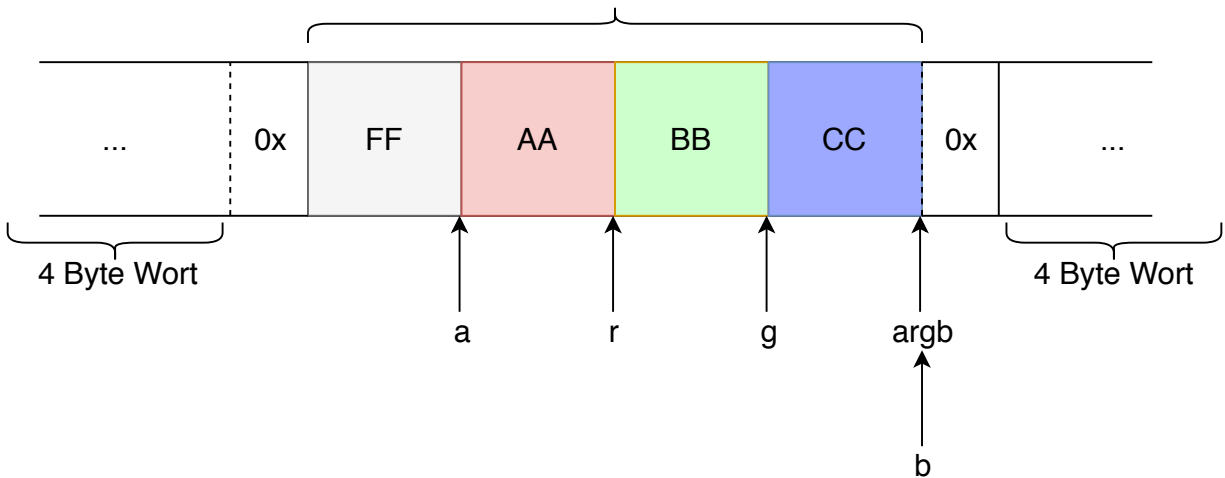 ... 0x FF AA BB CC 0x ...
4 Byte Wort 4 Byte Wort
a r g argb
b